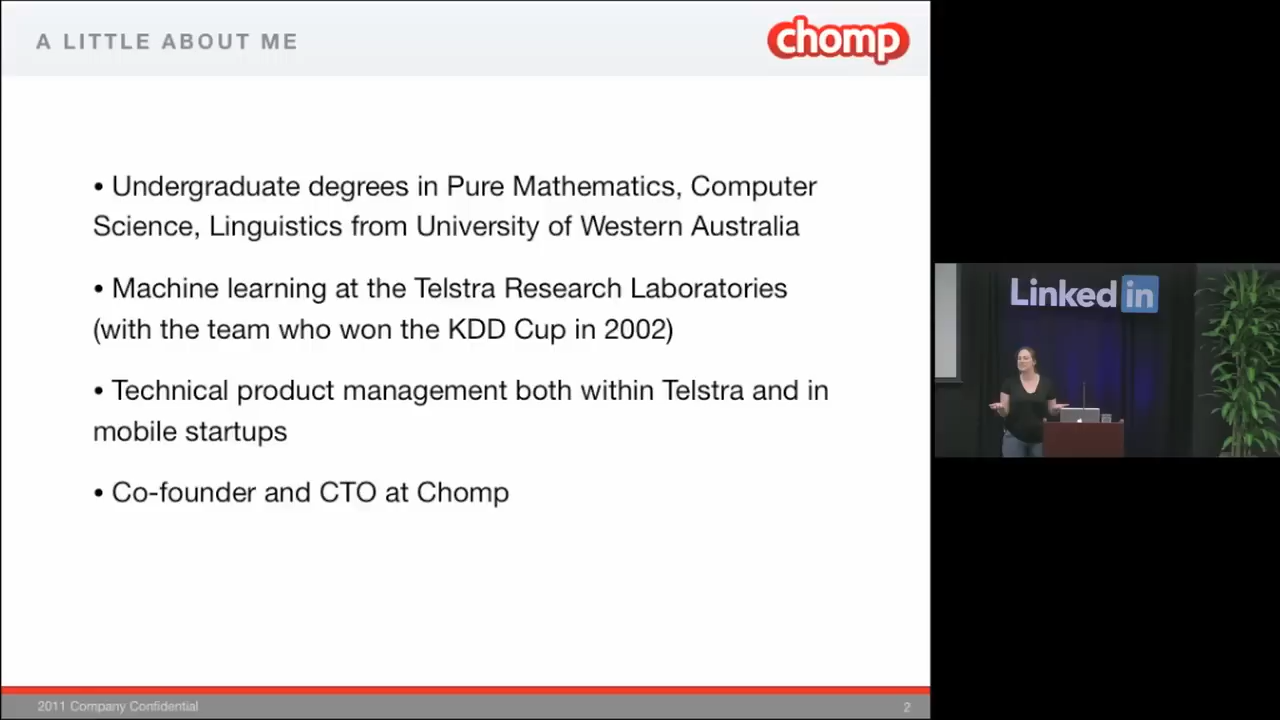 A LITTLE ABOUT ME
chomp
• Undergraduate degrees in Pure Mathematics, Computer
Science, Linguistics from University of Western Australia
• Machine learning at the Telstra Research Laboratories
(with the team who won the KDD Cup in 2002)
• Technical product management both within Telstra and in
mobile startups
• Co-founder and CTO at Chomp
Linked in
2011 Company Confidential
2